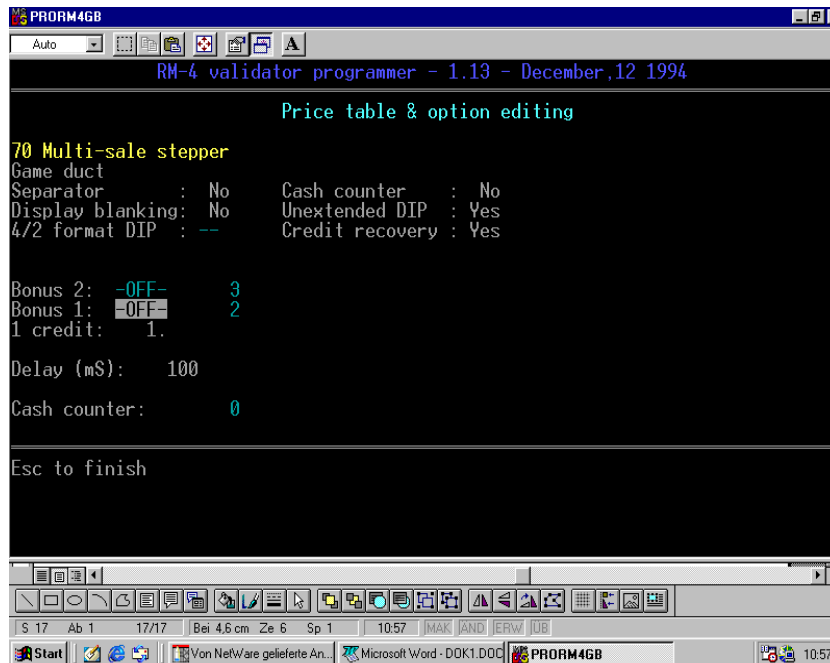 PRORM4GB
Auto
A
RM-4 validator programmer - 1.13 - December,12 1994
Price table & option editing
70 Multi-sale stepper
Game duct
Separator : No Cash counter : No
Display blanking: No Unextended DIP : Yes
4/2 format DIP : -- Credit recovery : Yes
Bonus 2: -OFF- 3
Bonus 1: -OFF- 2
1 credit: 1.
Delay (mS): 100
Cash counter: 0
Esc to finish
S 17 Ab 1 17/17 Bei 4,6 cm Ze 6 Sp 1 10:57 MAK ÄND ERW ÜB
Start Von NetWare gelieferte An... Microsoft Word - DOK1.DOC PRORM4GB 10:57